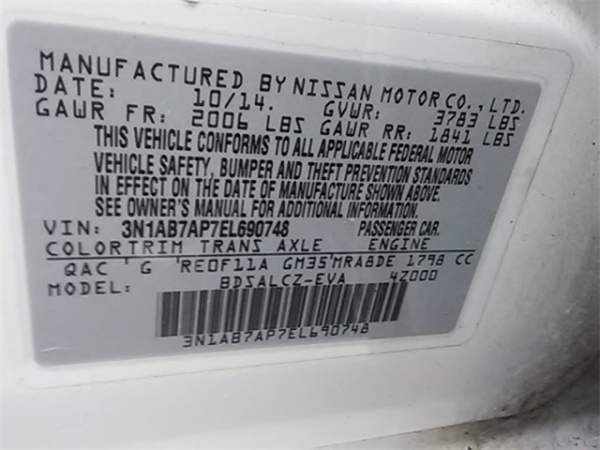 MANUFACTURED BY NISSAN MOTOR CO., LTD.
DATE: 10/14. GVWR: 3783 LBS
GAWR FR: 2006 LBS GAWR RR: 1841 LBS
THIS VEHICLE CONFORMS TO ALL APPLICABLE FEDERAL MOTOR
VEHICLE SAFETY, BUMPER AND THEFT PREVENTION STANDARDS
IN EFFECT ON THE DATE OF MANUFACTURE SHOWN ABOVE.
SEE OWNER'S MANUAL FOR ADDITIONAL INFORMATION.
VIN: 3N1AB7AP7EL690748 PASSENGER CAR.
COLOR TRIM TRANS AXLE ENGINE
QAC ' G 'RE0F11A GM35'MRA8DE 1798 CC
MODEL: BDSALCZ-EVA 4Z000
3N1AB7AP7EL690748